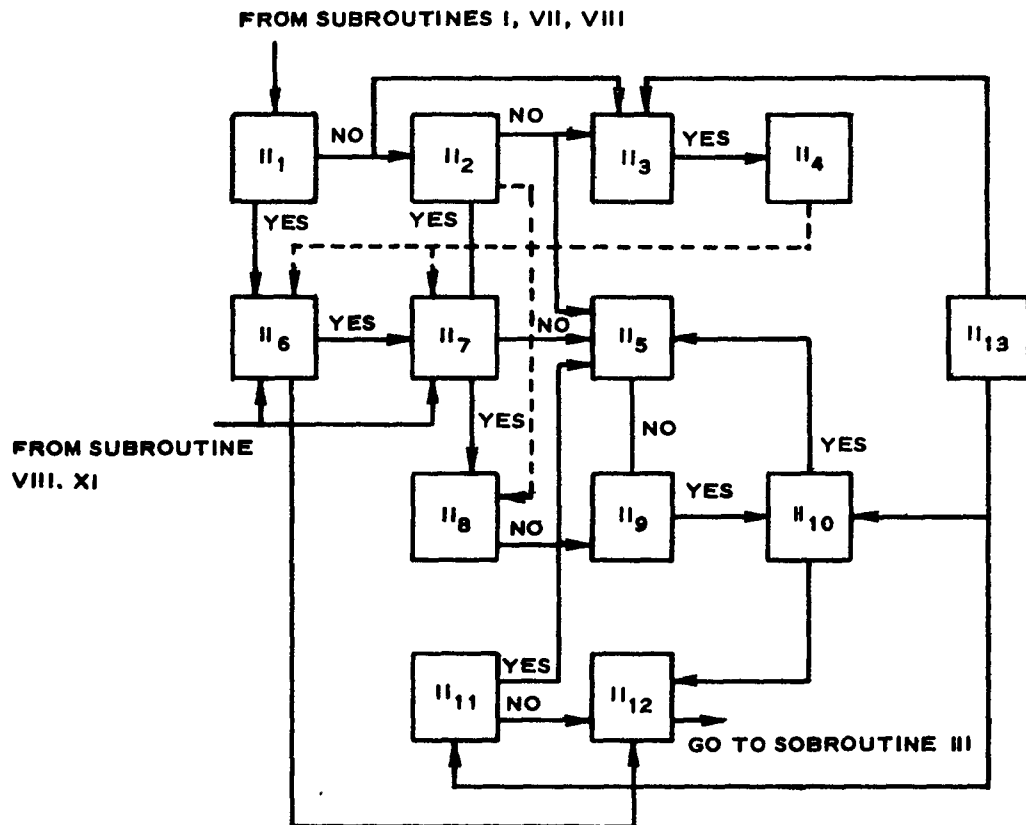 FROM SUBROUTINES I, VII, VIII
NO
NO
YES
II1
II2
II3
II4
YES
YES
II6
YES
II7
NO
II5
II13
YES
NO
YES
FROM SUBROUTINE
VIII. XI
II8
NO
II9
YES
II10
YES
II11
NO
II12
GO TO SOBROUTINE III